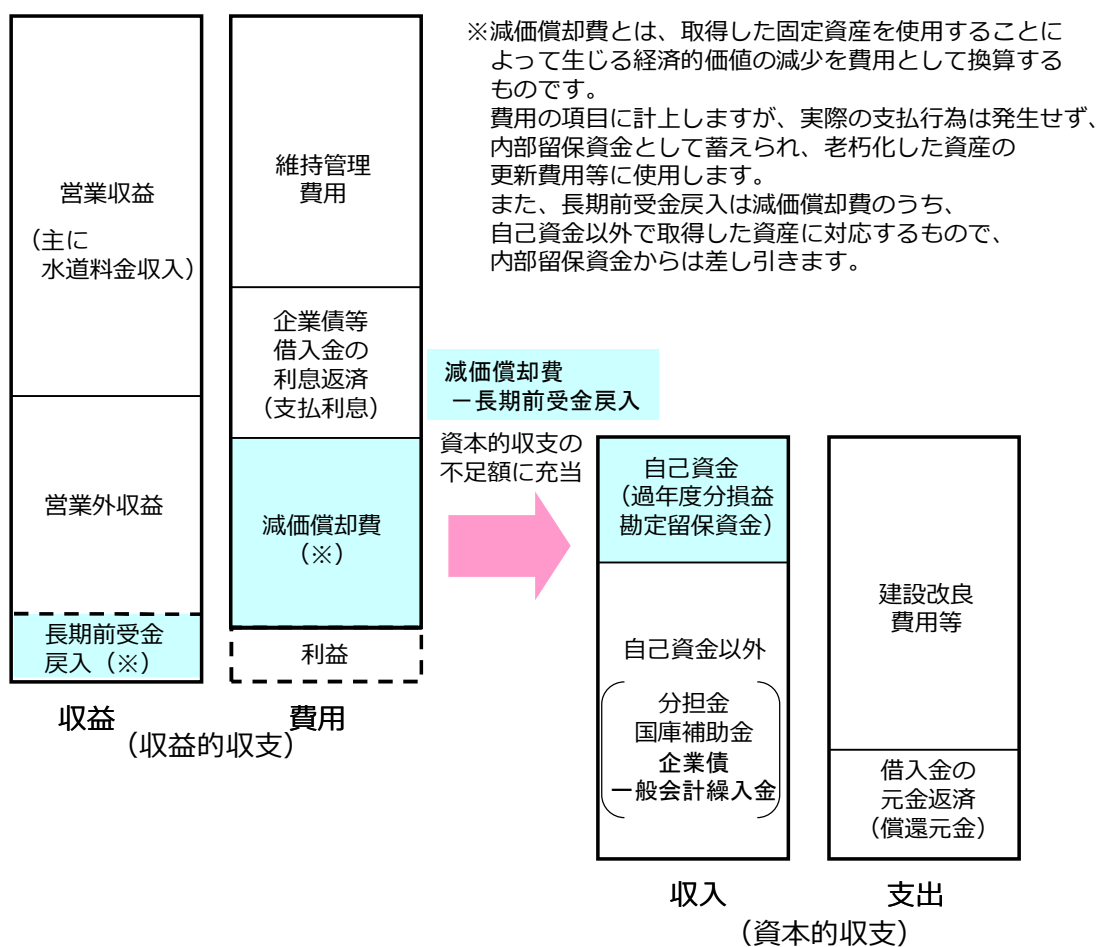 ※減価償却費とは、取得した固定資産を使用することに
よって生じる経済的価値の減少を費用として換算する
ものです。
費用の項目に計上しますが、実際の支払行為は発生せず、
内部留保資金として蓄えられ、老朽化した資産の
更新費用等に使用します。
また、長期前受金戻入は減価償却費のうち、
自己資金以外で取得した資産に対応するもので、
内部留保資金からは差し引きます。
営業収益
（主に
水道料金収入）
営業外収益
長期前受金
戻入（※）
収益
維持管理
費用
企業債等
借入金の
利息返済
（支払利息）
減価償却費
（※）
利益
費用
（収益的収支）
減価償却費
－長期前受金戻入
資本的収支の
不足額に充当
自己資金
（過年度分損益
勘定留保資金）
自己資金以外
分担金
国庫補助金
企業債
一般会計繰入金
収入
建設改良
費用等
借入金の
元金返済
（償還元金）
支出
（資本的収支）